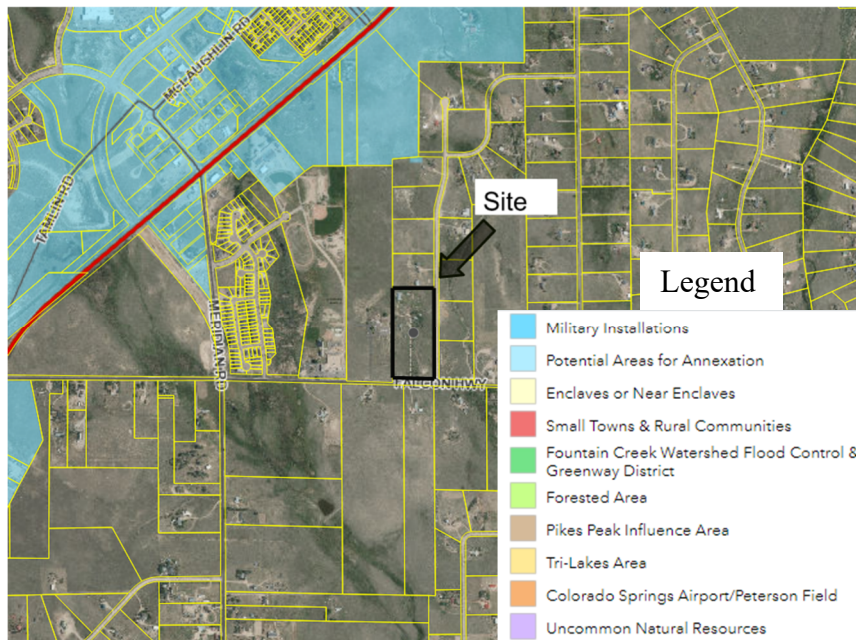 MCLAUGHLIN RD
TAMLIN RD
Site
Legend
MERIDIAN RD
FALCON HWY
Military Installations
Potential Areas for Annexation
Enclaves or Near Enclaves
Small Towns & Rural Communities
Fountain Creek Watershed Flood Control &
Greenway District
Forested Area
Pikes Peak Influence Area
Tri-Lakes Area
Colorado Springs Airport/Peterson Field
Uncommon Natural Resources